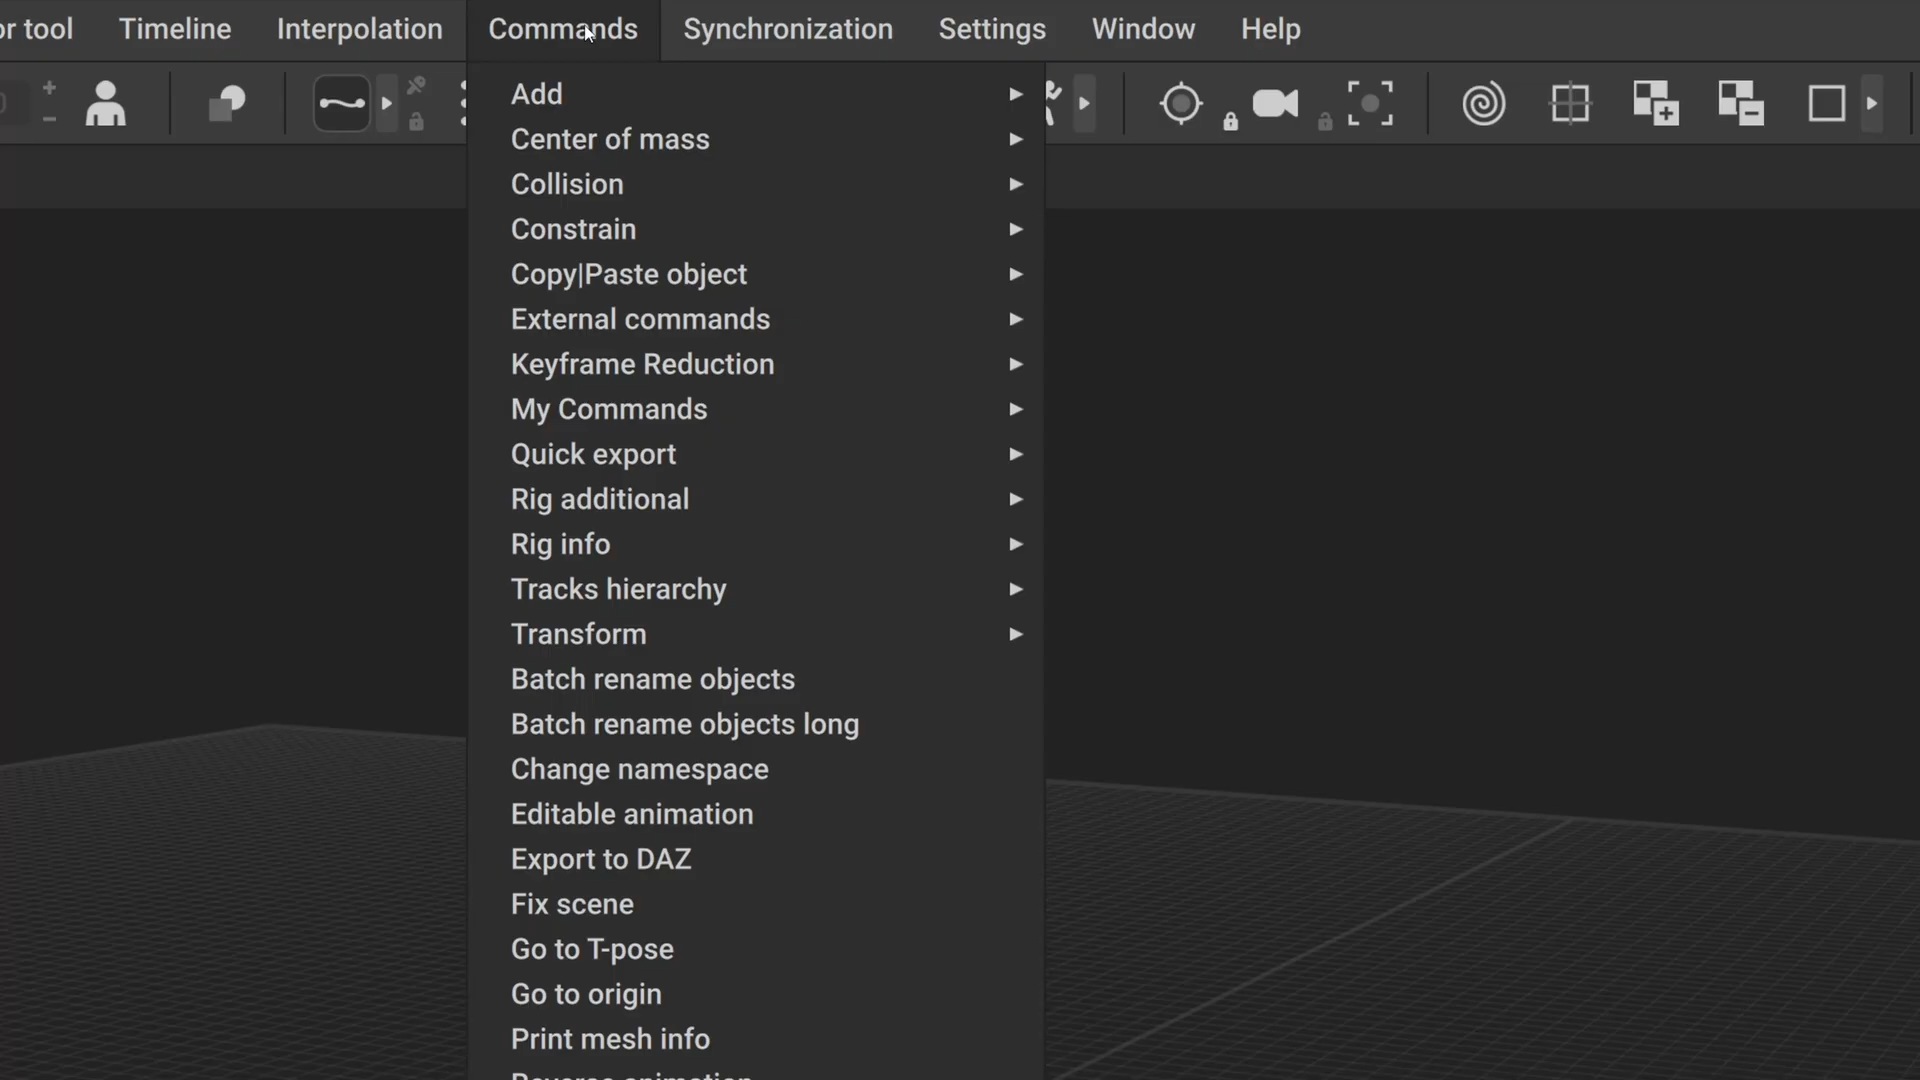 or tool Timeline Interpolation Commands Synchronization Settings Window Help
Add
Center of mass
Collision
Constrain
Copy|Paste object
External commands
Keyframe Reduction
My Commands
Quick export
Rig additional
Rig info
Tracks hierarchy
Transform
Batch rename objects
Batch rename objects long
Change namespace
Editable animation
Export to DAZ
Fix scene
Go to T-pose
Go to origin
Print mesh info
Reverse animation